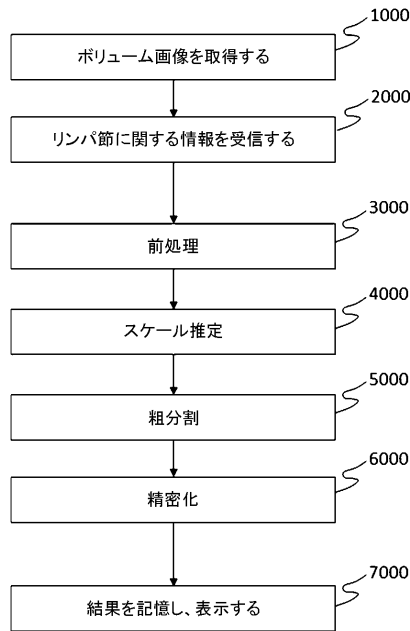 1000
ボリューム画像を取得する
2000
リンパ節に関する情報を受信する
3000
前処理
4000
スケール推定
5000
粗分割
6000
精密化
7000
結果を記憶し、表示する